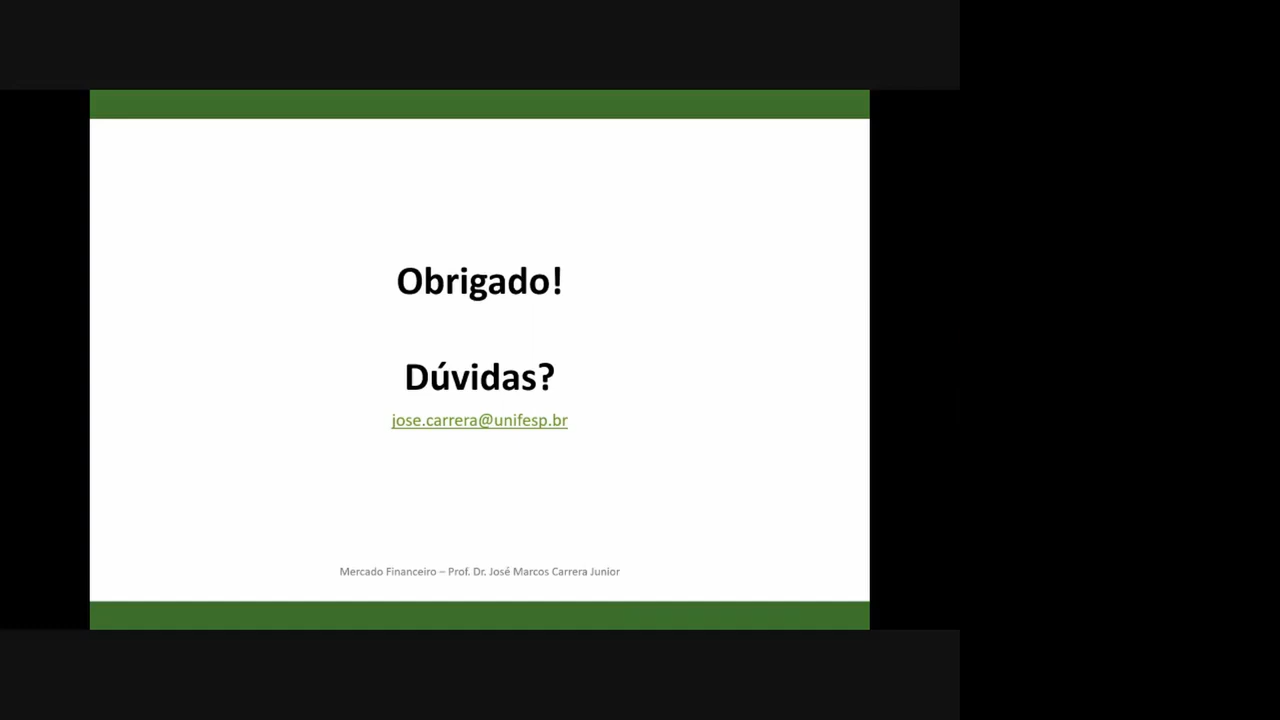 Obrigado!
Dúvidas?
jose.carrera@unifesp.br
Mercado Financeiro – Prof. Dr. José Marcos Carrera Junior